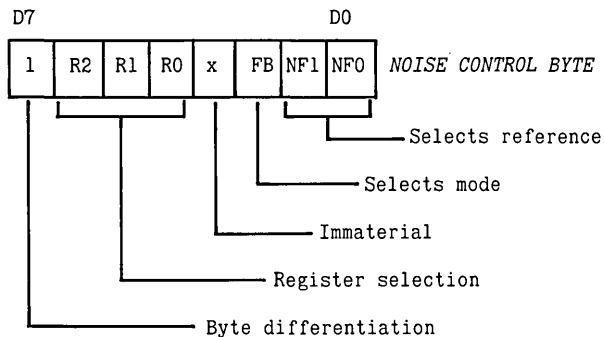 D7 D0
1 R2 R1 R0 x FB NF1 NF0 NOISE CONTROL BYTE
Selects reference
Selects mode
Immaterial
Register selection
Byte differentiation